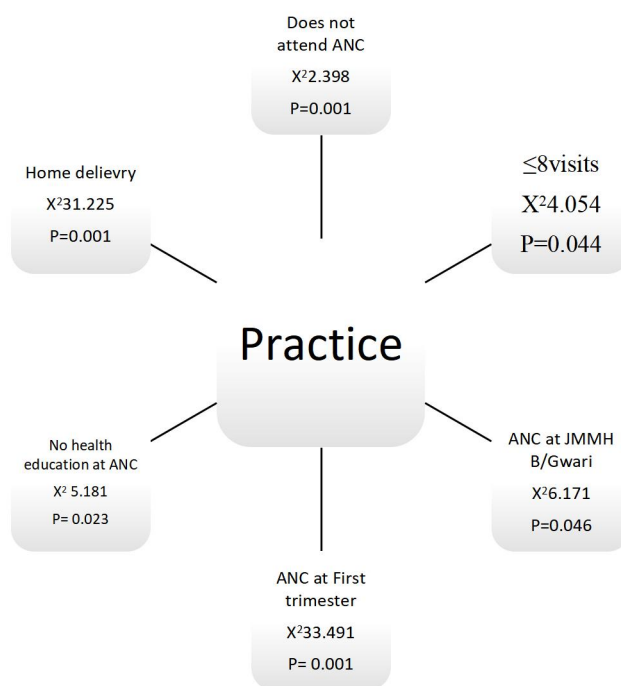 Does not
attend ANC
X²2.398
P=0.001
Home delievry
X²31.225
P=0.001
≤8visits
X²4.054
P=0.044
Practice
No health
education at ANC
X² 5.181
P= 0.023
ANC at JMMH
B/Gwari
X²6.171
P=0.046
ANC at First
trimester
X²33.491
P= 0.001